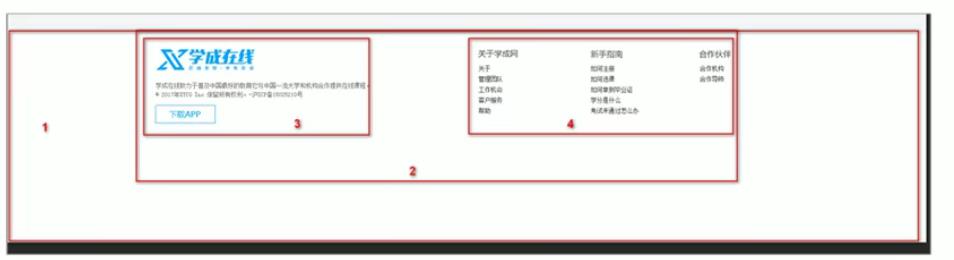 学成在线
学成在线致力于普及中国最好的教育它与中国一流大学和机构合作提供在线课程。
© 2017年XTCG Inc.保留所有权利。-沪ICP备15025210号
下载APP
关于学成网
关于
管理团队
工作机会
客户服务
帮助
新手指南
如何注册
如何选课
如何拿到毕业证
学分是什么
考试未通过怎么办
合作伙伴
合作机构
合作导师
1
2
3
4